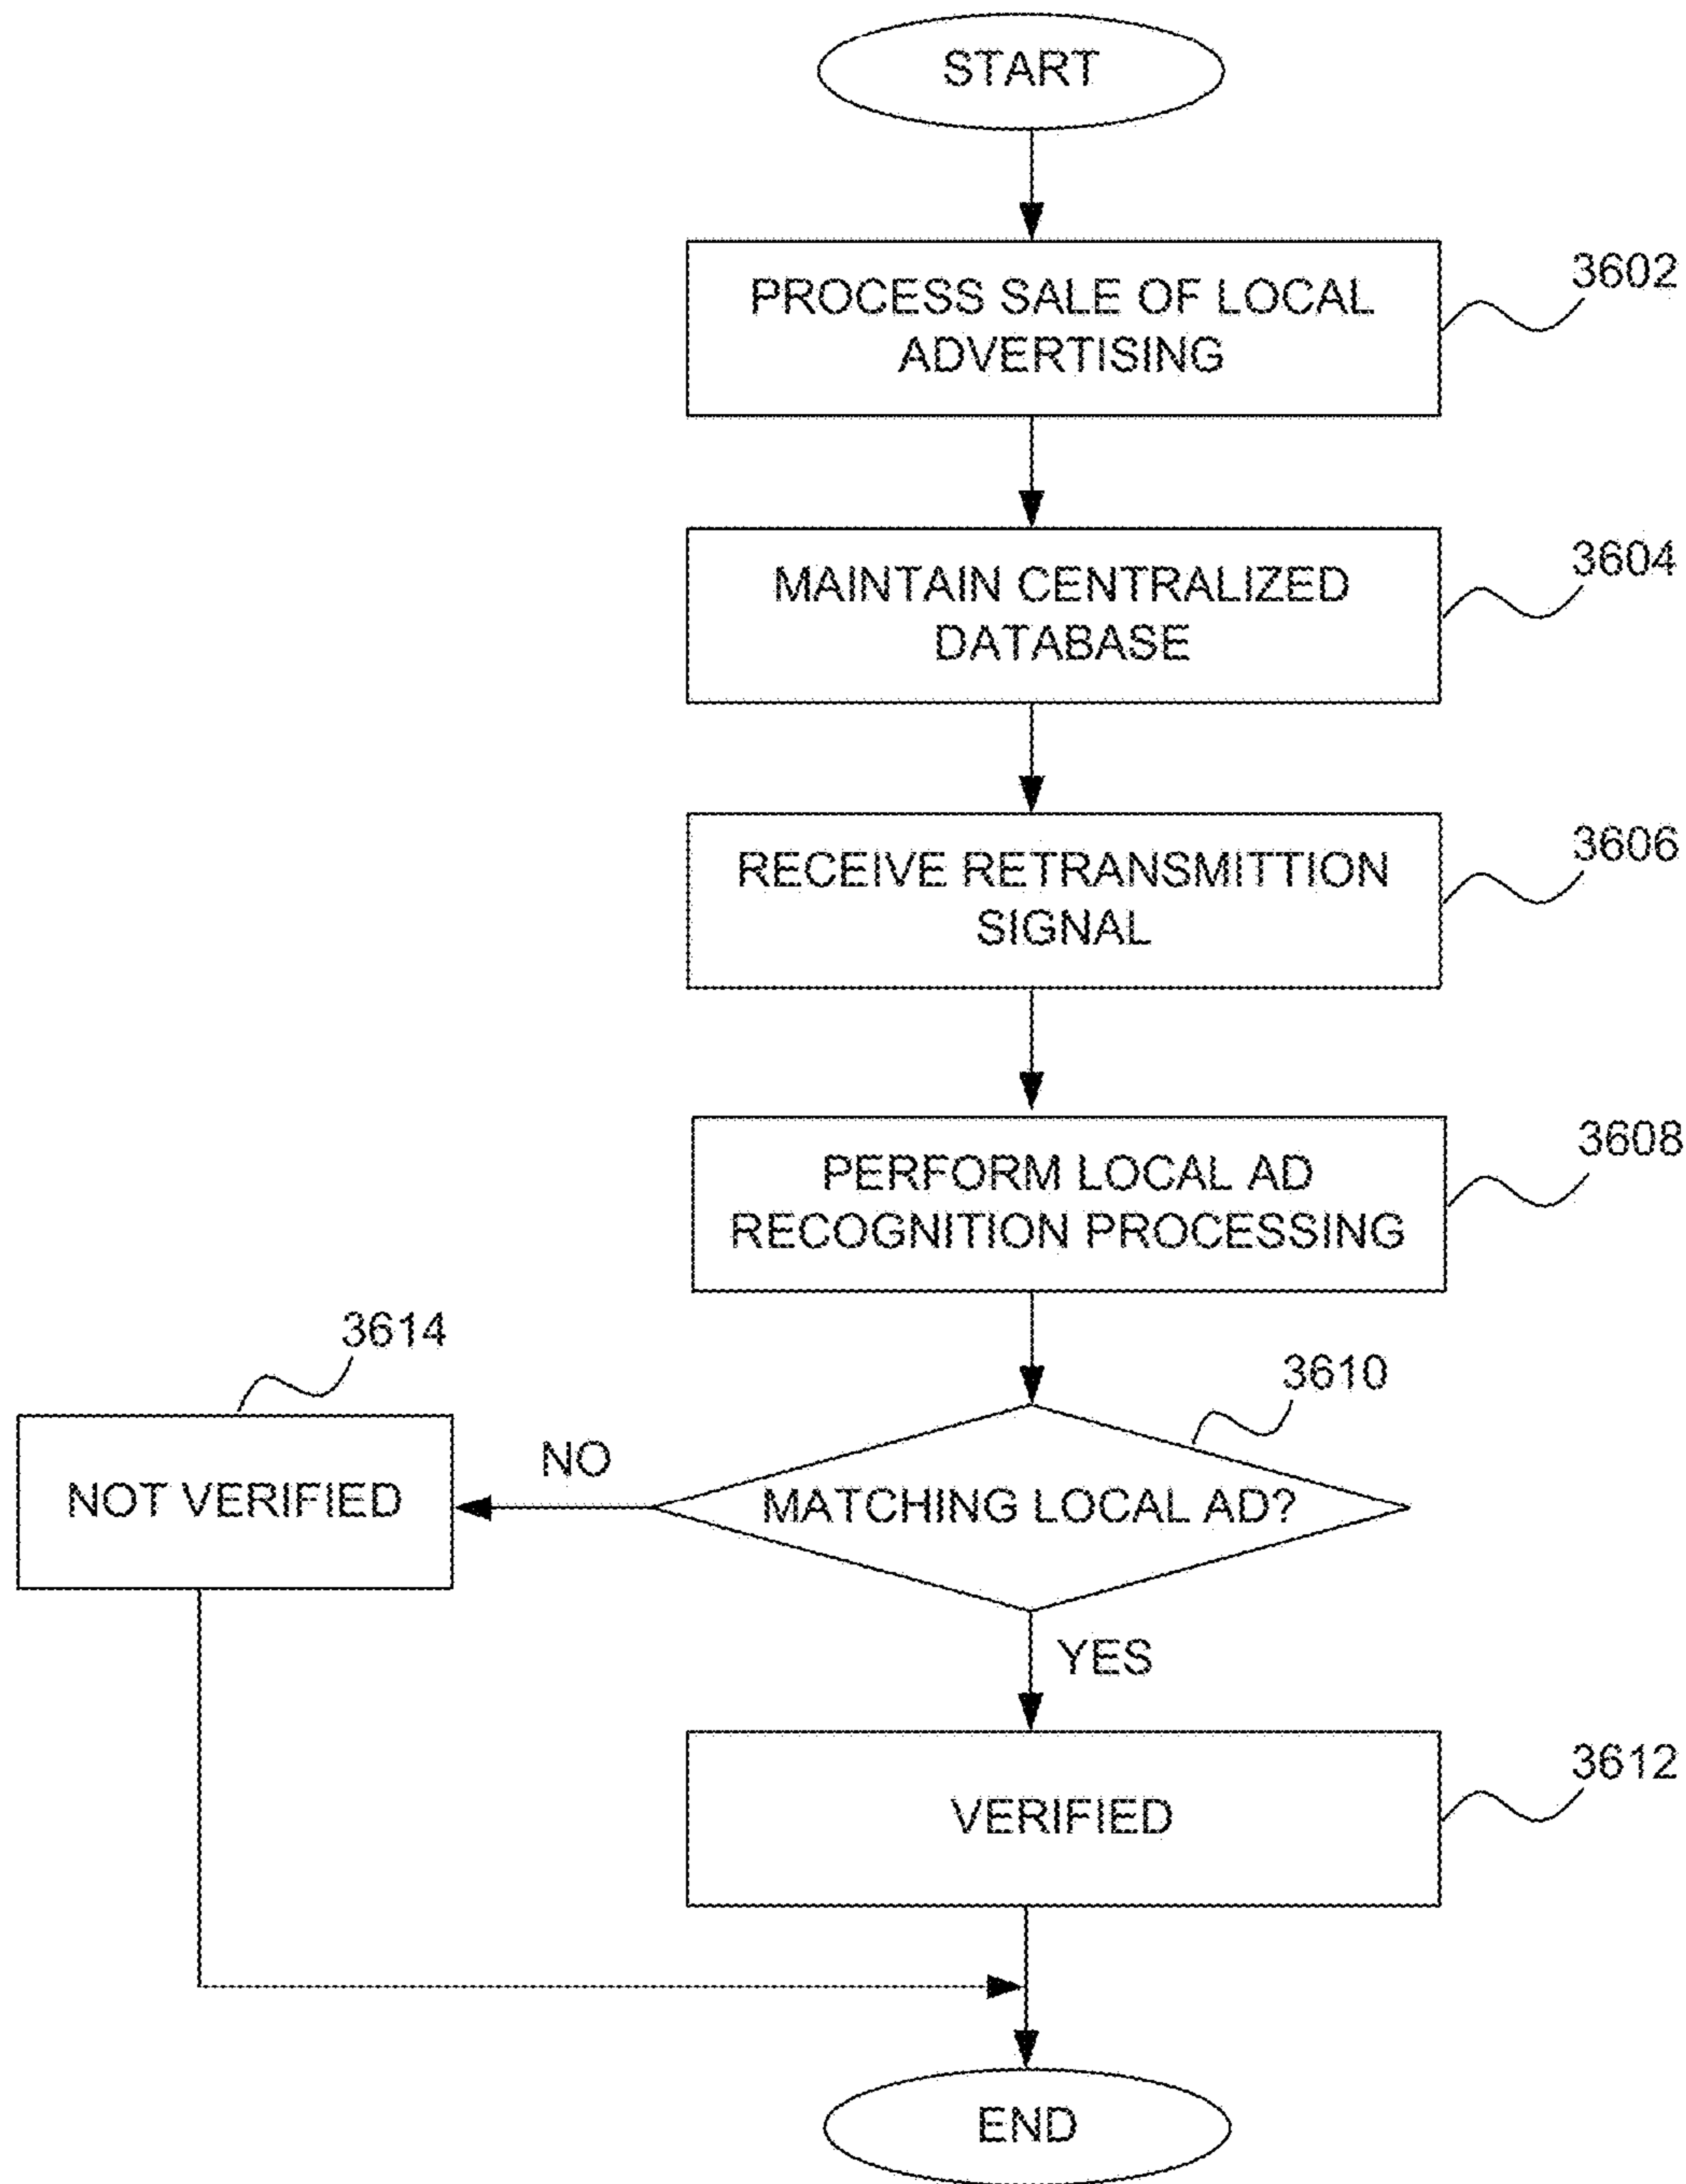 START
PROCESS SALE OF LOCAL
ADVERTISING
3602
MAINTAIN CENTRALIZED
DATABASE
3604
RECEIVE RETRANSMITTION
SIGNAL
3606
PERFORM LOCAL AD
RECOGNITION PROCESSING
3608
3614
3610
NOT VERIFIED
NO
MATCHING LOCAL AD?
YES
VERIFIED
3612
END